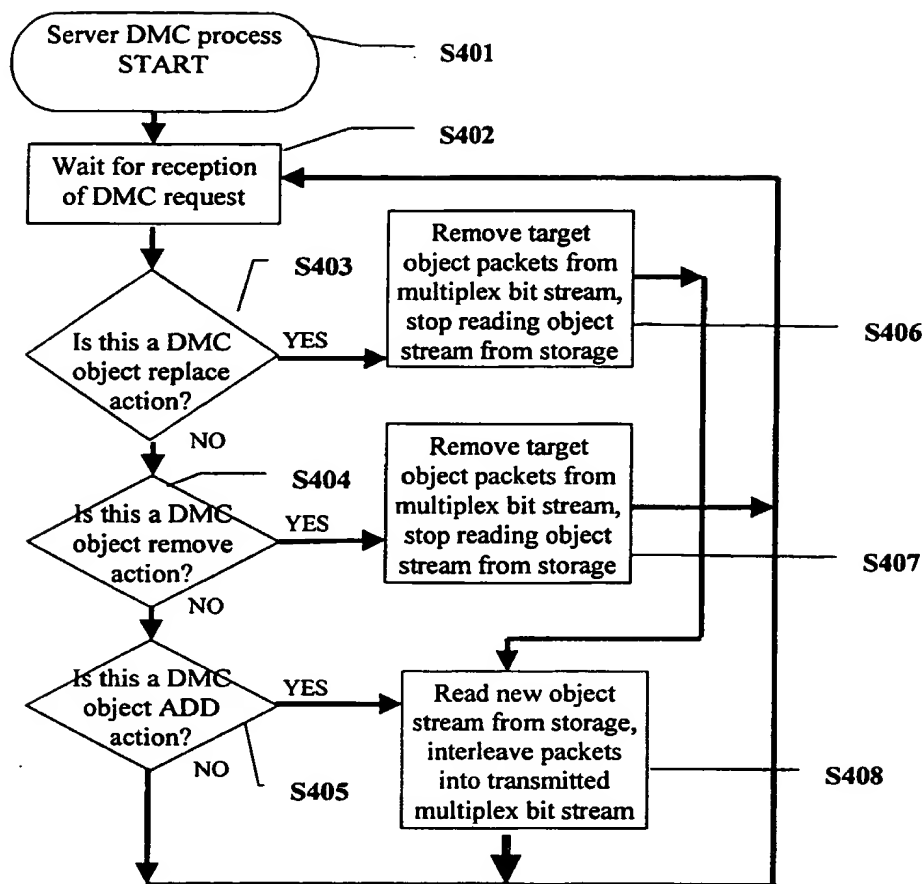 Server DMC process
START
S401
S402
Wait for reception
of DMC request
S403
Is this a DMC
object replace
action?
YES
NO
Remove target
object packets from
multiplex bit stream,
stop reading object
stream from storage
S406
S404
Is this a DMC
object remove
action?
YES
NO
Remove target
object packets from
multiplex bit stream,
stop reading object
stream from storage
S407
Is this a DMC
object ADD
action?
YES
NO
S405
Read new object
stream from storage,
interleave packets
into transmitted
multiplex bit stream
S408